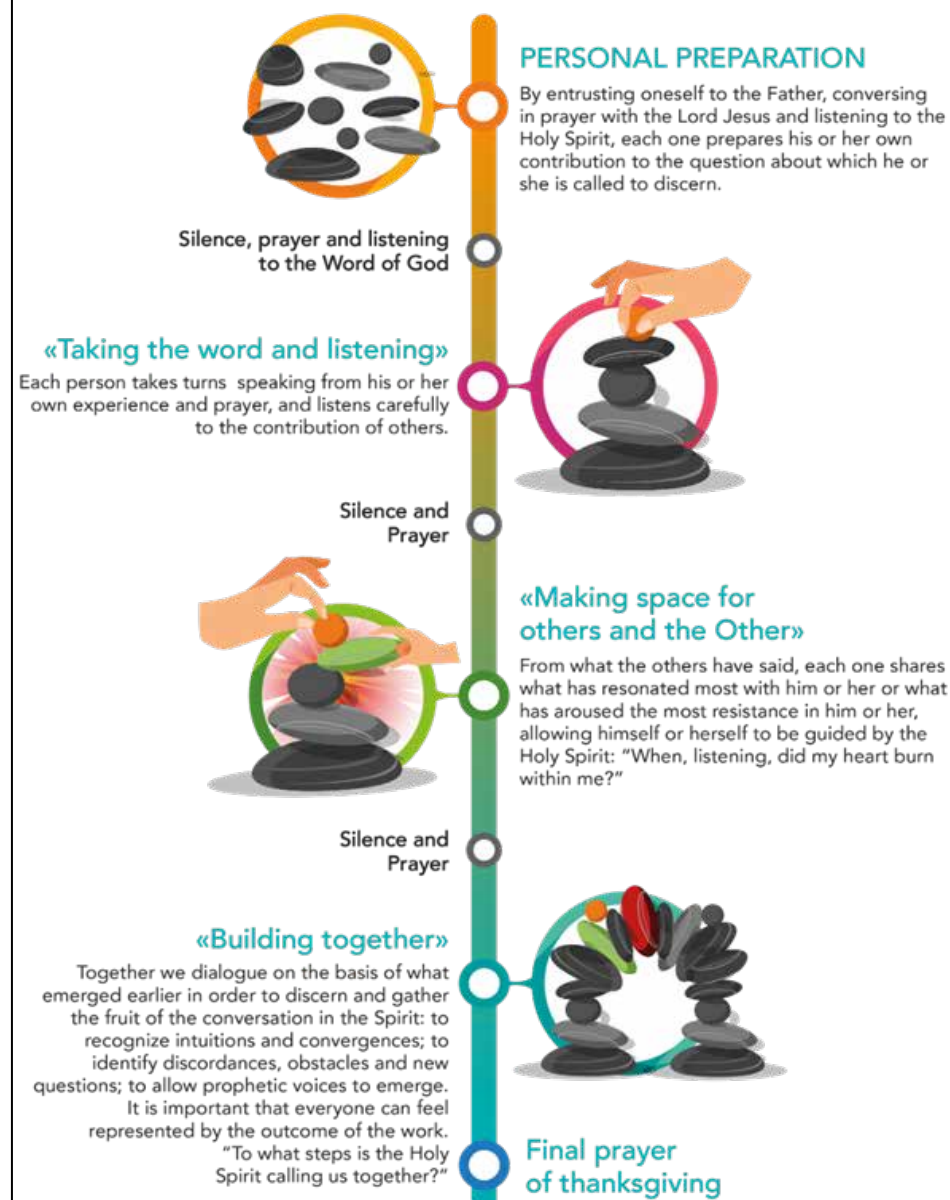 PERSONAL PREPARATION
By entrusting oneself to the Father, conversing
in prayer with the Lord Jesus and listening to the
Holy Spirit, each one prepares his or her own
contribution to the question about which he or
she is called to discern.
Silence, prayer and listening
to the Word of God
«Taking the word and listening»
Each person takes turns speaking from his or her
own experience and prayer, and listens carefully
to the contribution of others.
Silence and
Prayer
«Making space for
others and the Other»
From what the others have said, each one shares
what has resonated most with him or her or what
has aroused the most resistance in him or her,
allowing himself or herself to be guided by the
Holy Spirit: “When, listening, did my heart burn
within me?”
Silence and
Prayer
«Building together»
Together we dialogue on the basis of what
emerged earlier in order to discern and gather
the fruit of the conversation in the Spirit: to
recognize intuitions and convergences; to
identify discordances, obstacles and new
questions; to allow prophetic voices to emerge.
It is important that everyone can feel
represented by the outcome of the work.
“To what steps is the Holy
Spirit calling us together?”
Final prayer
of thanksgiving